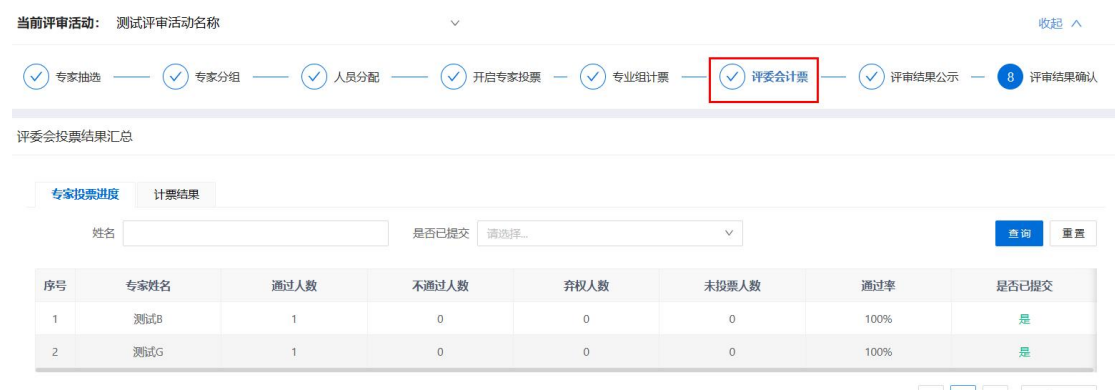 当前评审活动： 测试评审活动名称 收起
专家抽选 专家分组 人员分配 开启专家投票 专业组计票 评委会计票 评审结果公示 8 评审结果确认
评委会投票结果汇总
专家投票进度 计票结果
姓名 是否已提交 请选择... 查询 重置
序号 专家姓名 通过人数 不通过人数 弃权人数 未投票人数 通过率 是否已提交
1 测试B 1 0 0 0 100% 是
2 测试G 1 0 0 0 100% 是